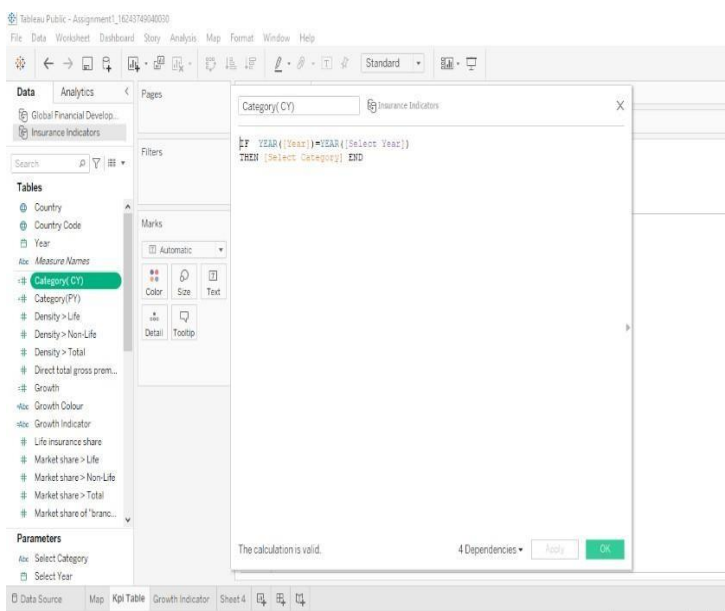 Tableau Public - Assignment1_16243749040030
File Data Worksheet Dashboard Story Analysis Map Format Window Help
Standard
Data Analytics
Pages
Global Financial Develop...
Insurance Indicators
Search
Filters
Tables
Country
Country Code
Marks
Abc Measure Names
Year
Automatic
Category( CY)
Category(PY)
Color Size Text
Density > Life
Density > Non-Life
Detail Tooltip
Density > Total
Direct total gross prem...
Growth
Abc Growth Colour
Abc Growth Indicator
Life insurance share
Market share > Life
Market share > Non-Life
Market share > Total
Market share of "branc...
Parameters
Abc Select Category
Select Year
Category( CY) Insurance Indicators X
IF YEAR([Year])=YEAR([Select Year])
THEN [Select Category] END
The calculation is valid. 4 Dependencies Apply OK
Data Source Map Kpi Table Growth Indicator Sheet 4